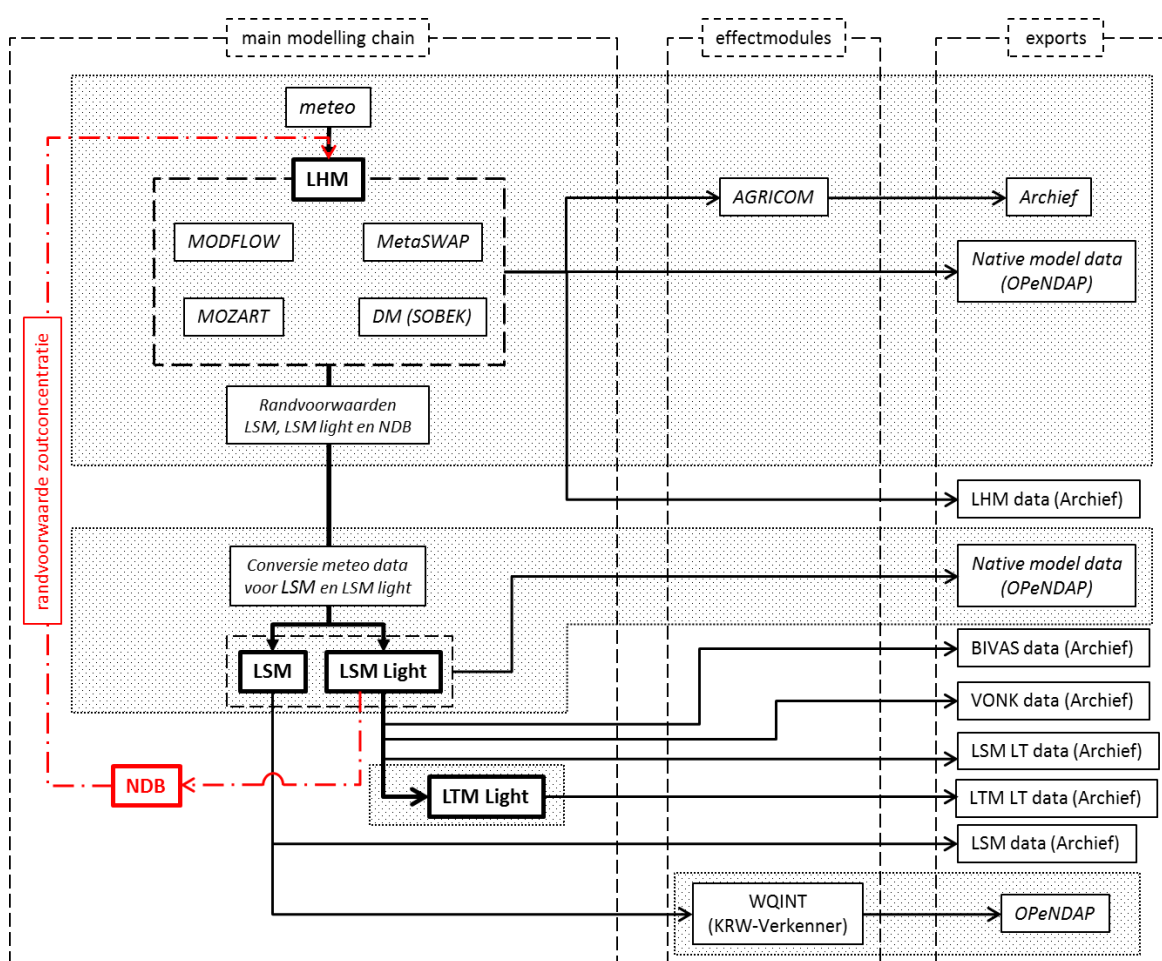 main modelling chain
effectmodules
exports
meteo
LHM
MODFLOW
MetaSWAP
MOZART
DM (SOBEK)
AGRICOM
Archief
Native model data
(OPeNDAP)
Randvoorwaarden
LSM, LSM light en NDB
randvoorwaarde zoutconcentratie
LHM data (Archief)
Conversie meteo data
voor LSM en LSM light
Native model data
(OPeNDAP)
LSM
LSM Light
BIVAS data (Archief)
VONK data (Archief)
LSM LT data (Archief)
NDB
LTM Light
LTM LT data (Archief)
LSM data (Archief)
WQINT
(KRW-Verkenner)
OPeNDAP